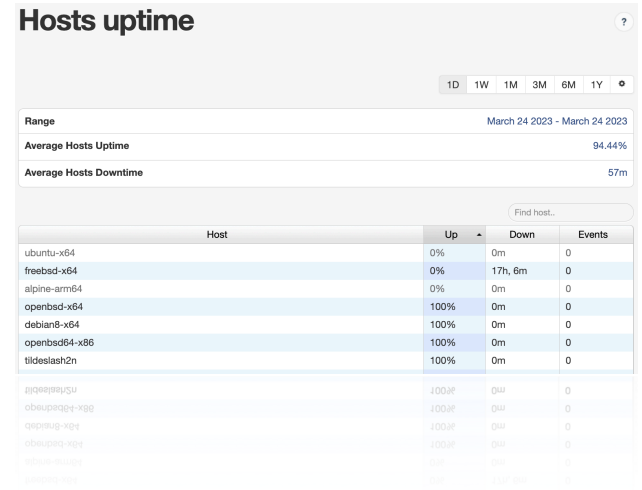 Hosts uptime
?
1D 1W 1M 3M 6M 1Y
Range March 24 2023 - March 24 2023
Average Hosts Uptime 94.44%
Average Hosts Downtime 57m
Find host..
Host Up Down Events
ubuntu-x64 0% 0m 0
freebsd-x64 0% 17h, 6m 0
alpine-arm64 0% 0m 0
openbsd-x64 100% 0m 0
debian8-x64 100% 0m 0
openbsd64-x86 100% 0m 0
tildeslash2n 100% 0m 0